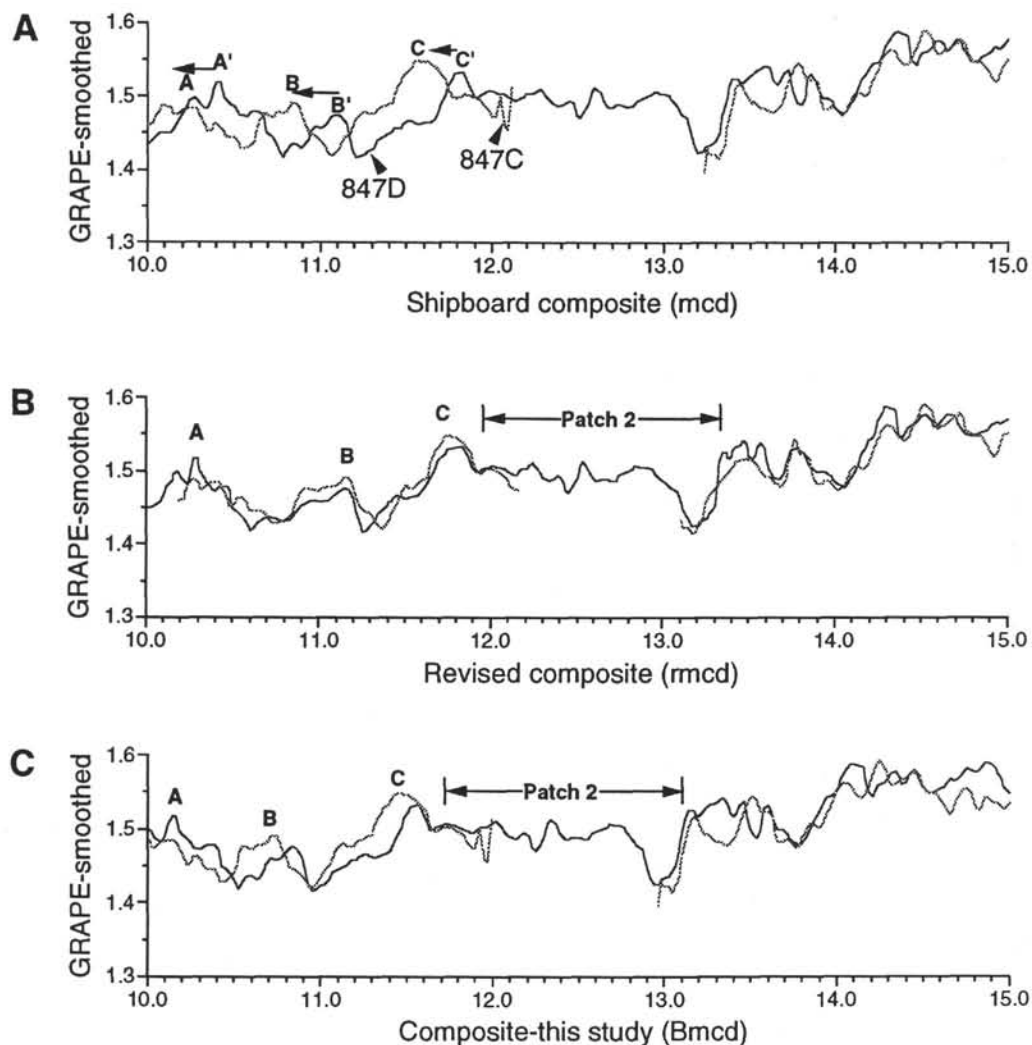 A
GRAPE-smoothed
1.6
1.5
1.4
1.3
A A' B B' C C'
847D
847C
10.0 11.0 12.0 13.0 14.0 15.0
Shipboard composite (mcd)
B
GRAPE-smoothed
1.6
1.5
1.4
1.3
A B C Patch 2
10.0 11.0 12.0 13.0 14.0 15.0
Revised composite (rmcd)
C
GRAPE-smoothed
1.6
1.5
1.4
1.3
A B C Patch 2
10.0 11.0 12.0 13.0 14.0 15.0
Composite-this study (Bmcd)